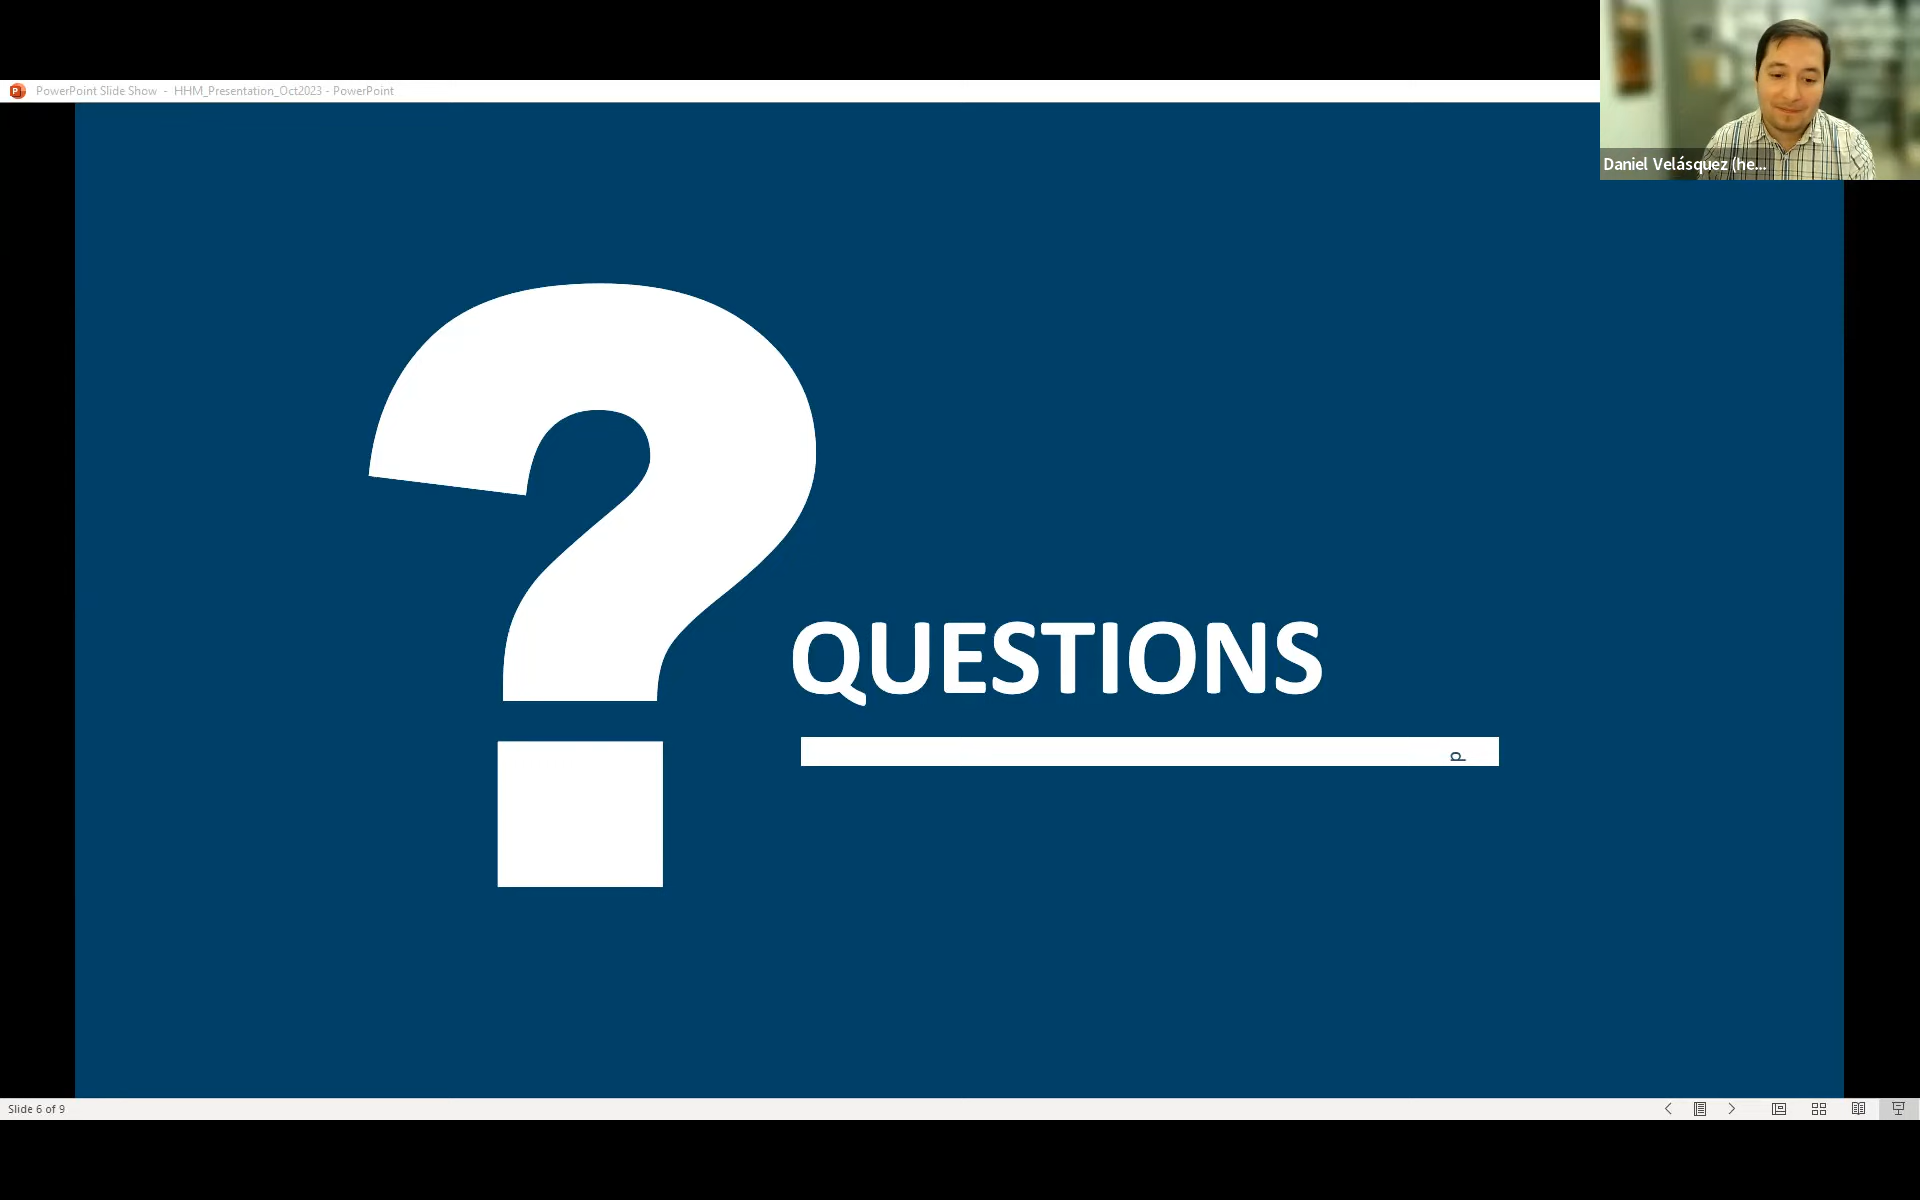 PowerPoint Slide Show - HHM_Presentation_Oct2023 - PowerPoint
Daniel Velásquez (he...
?
QUESTIONS
d
Slide 6 of 9